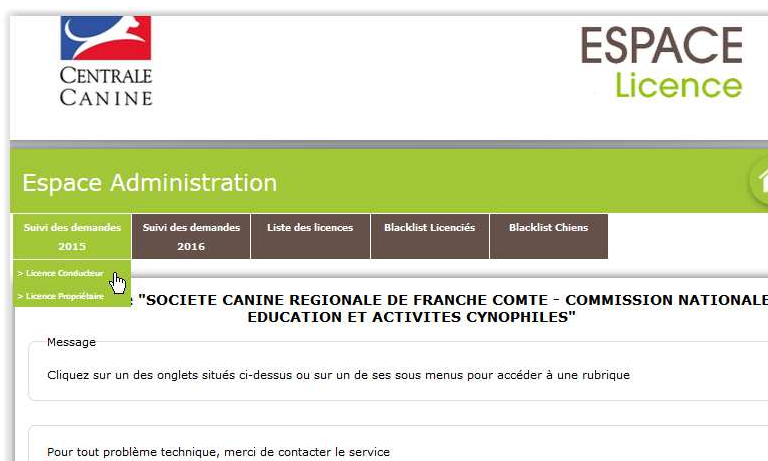 CENTRALE
CANINE
ESPACE
Licence
Espace Administration
Suivi des demandes
2015
Suivi des demandes
2016
Liste des licences
Blacklist Licenciés
Blacklist Chiens
> Licence Conducteur
> Licence Propriétaire
"SOCIETE CANINE REGIONALE DE FRANCHE COMTE - COMMISSION NATIONALE
EDUCATION ET ACTIVITES CYNOPHILES"
Message
Cliquez sur un des onglets situés ci-dessus ou sur un de ses sous menus pour accéder à une rubrique
Pour tout problème technique, merci de contacter le service